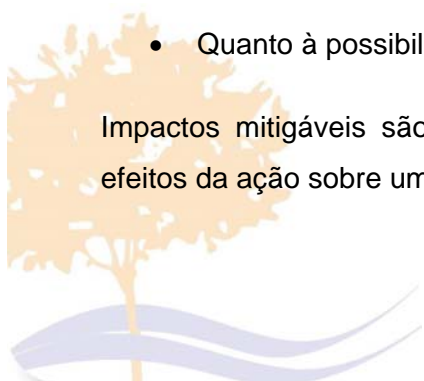 • Quanto à possibil
Impactos mitigáveis são
efeitos da ação sobre um